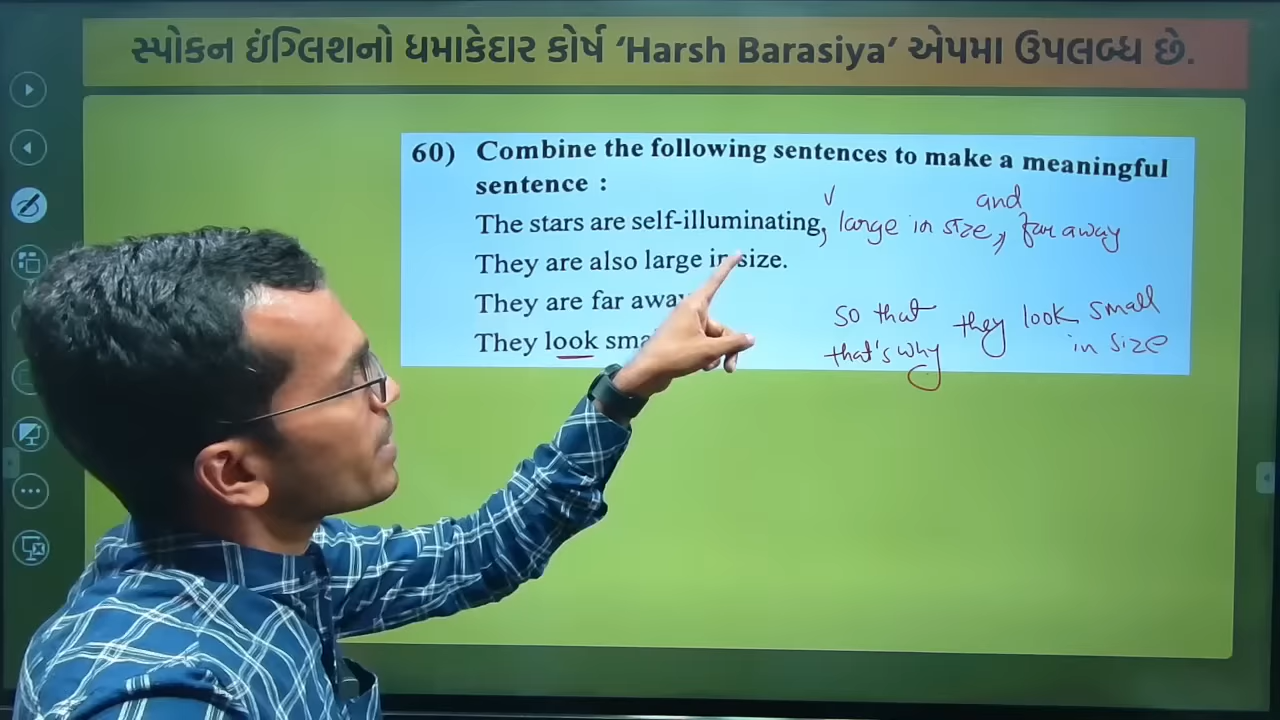 સ્પોકન ઇંગ્લિશનો ધમાકેદાર કોર્ષ ‘Harsh Barasiya’ એપમા ઉપલબ્ધ છે.
60) Combine the following sentences to make a meaningful
sentence :
and
The stars are self-illuminating, large in size, far away
They are also large in size.
They are far away
They look
so that
that's why they look small
in size